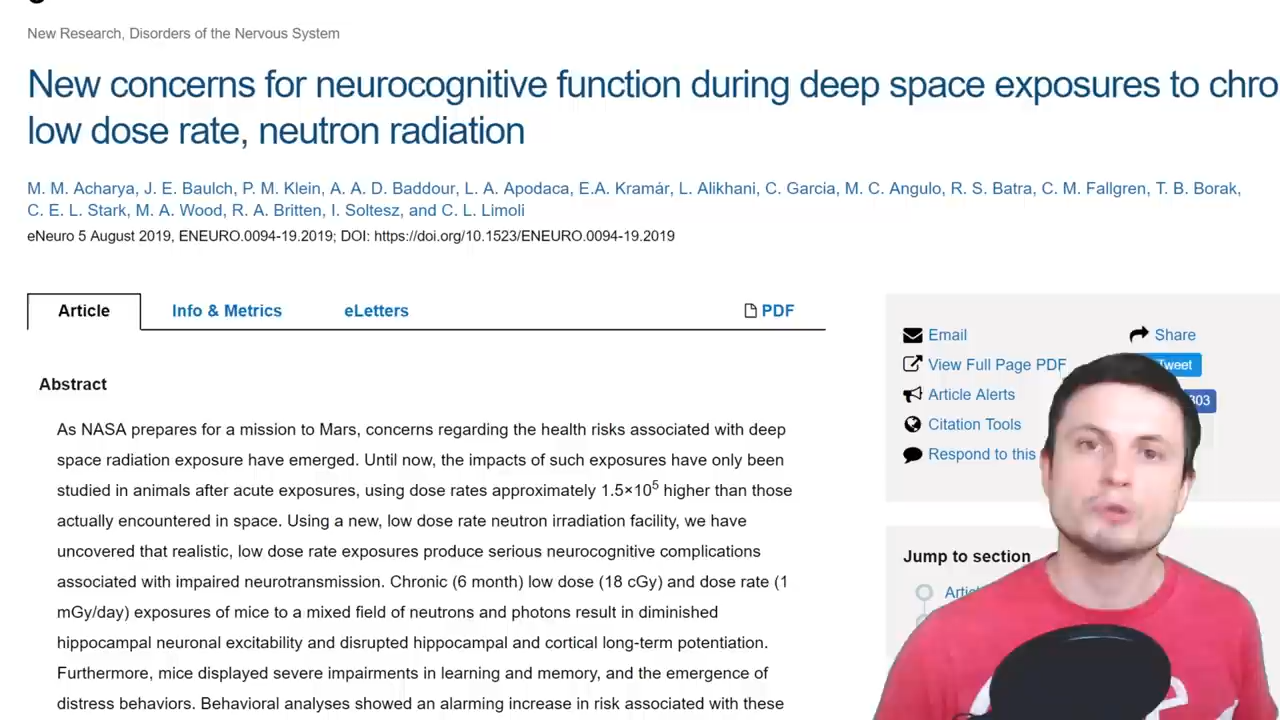 New Research, Disorders of the Nervous System
New concerns for neurocognitive function during deep space exposures to chro
low dose rate, neutron radiation
M. M. Acharya, J. E. Baulch, P. M. Klein, A. A. D. Baddour, L. A. Apodaca, E.A. Kramár, L. Alikhani, C. Garcia, M. C. Angulo, R. S. Batra, C. M. Fallgren, T. B. Borak,
C. E. L. Stark, M. A. Wood, R. A. Britten, I. Soltesz, and C. L. Limoli
eNeuro 5 August 2019, ENEURO.0094-19.2019; DOI: https://doi.org/10.1523/ENEURO.0094-19.2019
Article Info & Metrics eLetters PDF
Abstract
As NASA prepares for a mission to Mars, concerns regarding the health risks associated with deep
space radiation exposure have emerged. Until now, the impacts of such exposures have only been
studied in animals after acute exposures, using dose rates approximately 1.5×10⁵ higher than those
actually encountered in space. Using a new, low dose rate neutron irradiation facility, we have
uncovered that realistic, low dose rate exposures produce serious neurocognitive complications
associated with impaired neurotransmission. Chronic (6 month) low dose (18 cGy) and dose rate (1
mGy/day) exposures of mice to a mixed field of neutrons and photons result in diminished
hippocampal neuronal excitability and disrupted hippocampal and cortical long-term potentiation.
Furthermore, mice displayed severe impairments in learning and memory, and the emergence of
distress behaviors. Behavioral analyses showed an alarming increase in risk associated with these
Email Share
View Full Page PDF Tweet
Article Alerts 303
Citation Tools
Respond to this
Jump to section
Artic